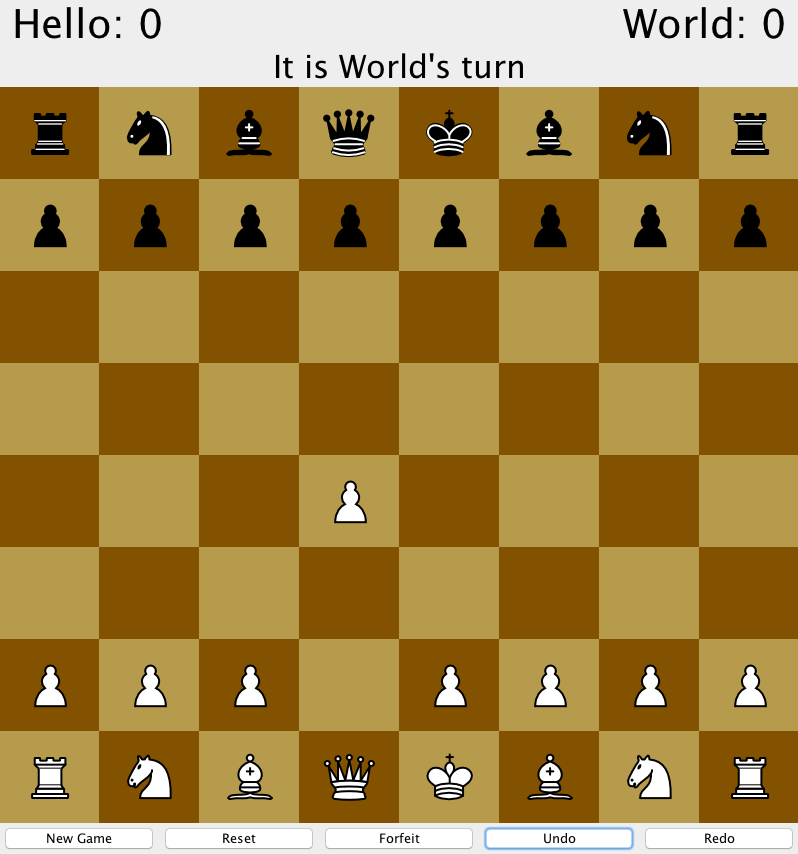 Hello: 0
World: 0
It is World's turn
New Game
Reset
Forfeit
Undo
Redo